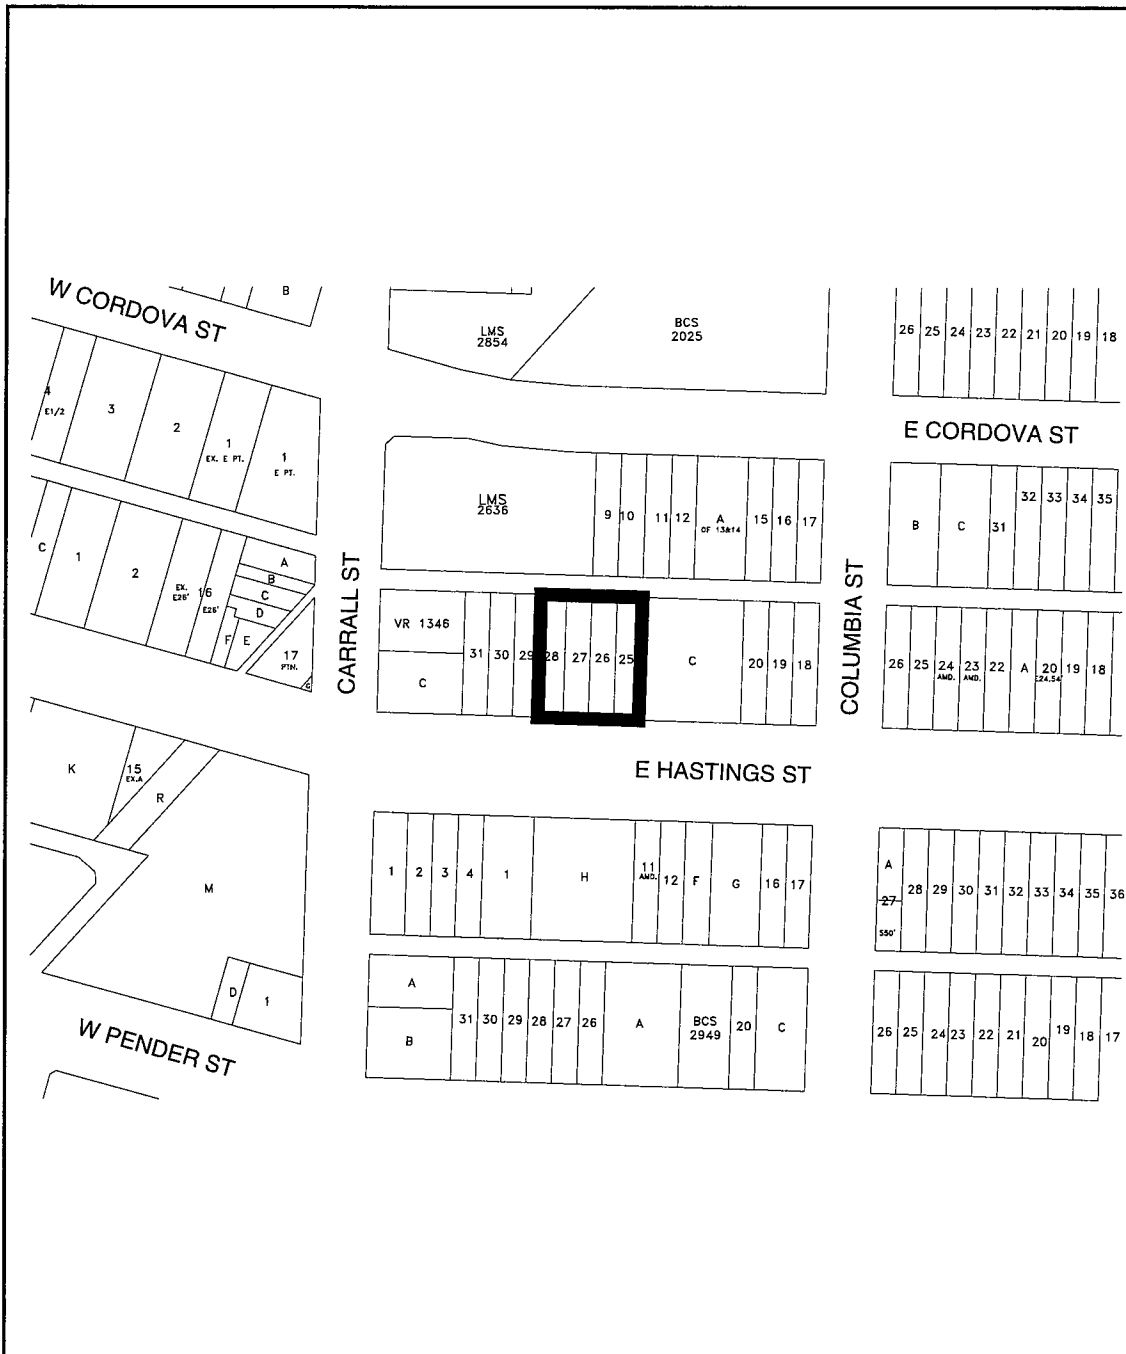 B
W CORDOVA ST
LMS
2854
BCS
2025
26 25 24 23 22 21 20 19 18
4
E1/2
3
2
1
EX. E PT.
1
E PT.
E CORDOVA ST
LMS
2636
9 10 11 12
A
OF 13&14
15 16 17
B C 31 32 33 34 35
C 1 2
EX.
E26'
16
E26'
A
B
C
D
F E
17
PTN.
G
CARRALL ST
VR 1346
C
31 30 29 28 27 26 25 C 20 19 18
COLUMBIA ST
26 25
24
AMD.
23
AMD.
22 A
20
E24.54'
19 18
E HASTINGS ST
K
15
EX.A
R
M
D 1
1 2 3 4 1 H
11
AMD.
12 F G 16 17
A
27
S50'
28 29 30 31 32 33 34 35 36
A
B
31 30 29 28 27 26 A
BCS
2949
20 C
26 25 24 23 22 21 20 19 18 17
W PENDER ST